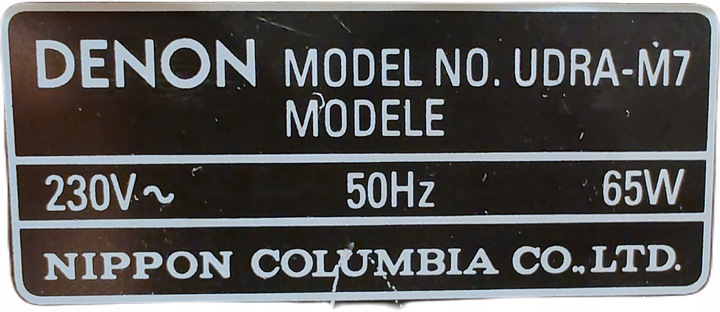 DENON MODEL NO. UDRA-M7
MODELE
230V~ 50Hz 65W
NIPPON COLUMBIA CO., LTD.